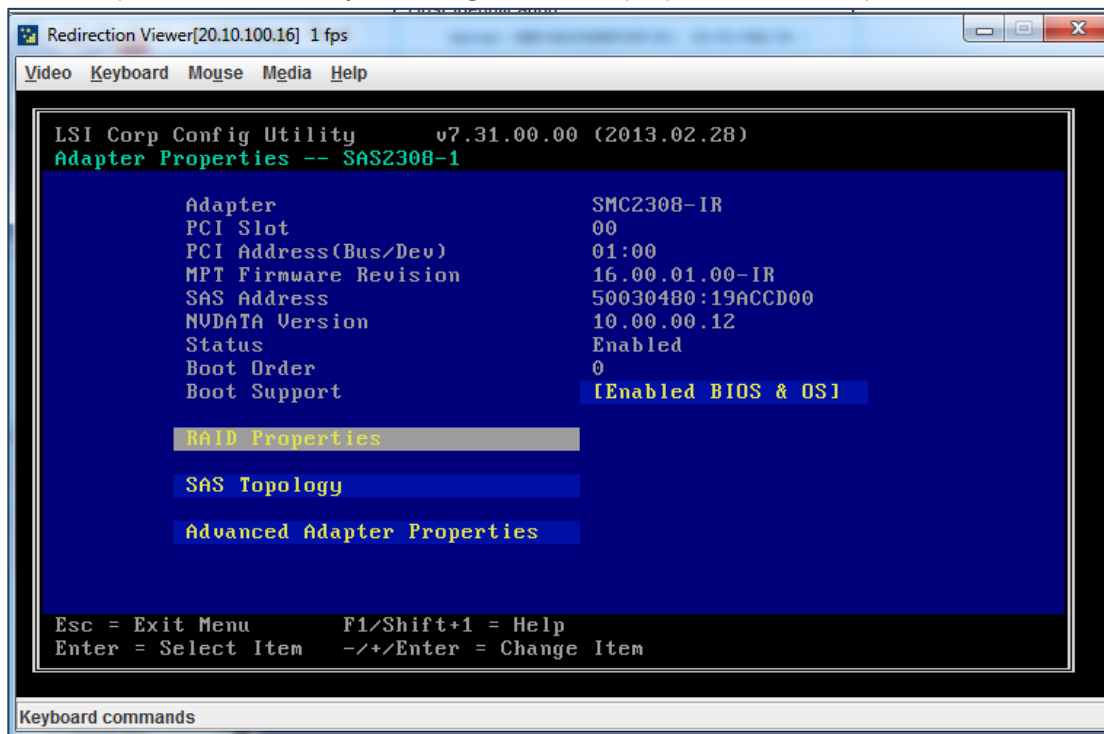 Redirection Viewer[20.10.100.16] 1 fps
Video Keyboard Mouse Media Help
LSI Corp Config Utility v7.31.00.00 (2013.02.28)
Adapter Properties -- SAS2308-1
Adapter SMC2308-IR
PCI Slot 00
PCI Address(Bus/Dev) 01:00
MPT Firmware Revision 16.00.01.00-IR
SAS Address 50030480:19ACCD00
NVDATA Version 10.00.00.12
Status Enabled
Boot Order 0
Boot Support [Enabled BIOS & OS]
RAID Properties
SAS Topology
Advanced Adapter Properties
Esc = Exit Menu F1/Shift+1 = Help
Enter = Select Item -/+/Enter = Change Item
Keyboard commands